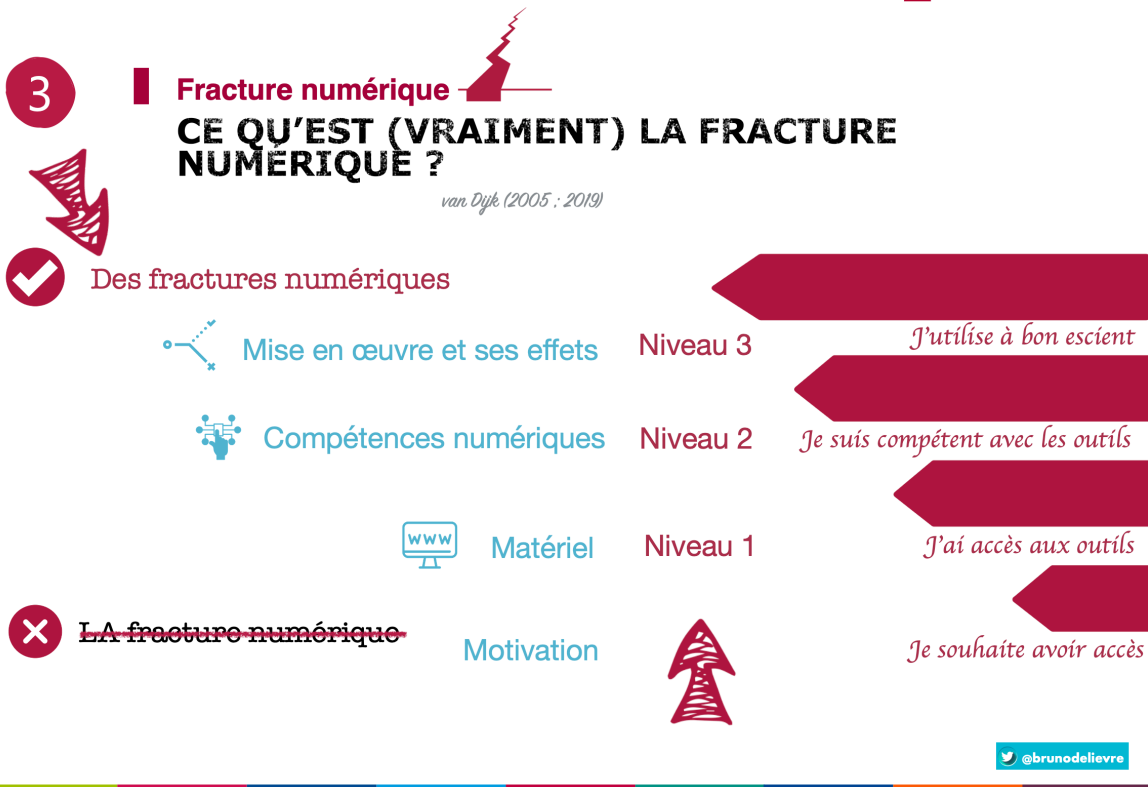 3
Fracture numérique
CE QU’EST (VRAIMENT) LA FRACTURE
NUMÉRIQUE ?
van Dijk (2005 ; 2019)
Des fractures numériques
Mise en œuvre et ses effets
Niveau 3
J'utilise à bon escient
Compétences numériques
Niveau 2
Je suis compétent avec les outils
www
Matériel
Niveau 1
J'ai accès aux outils
LA fracture numérique
Motivation
Je souhaite avoir accès
@brunodelievre